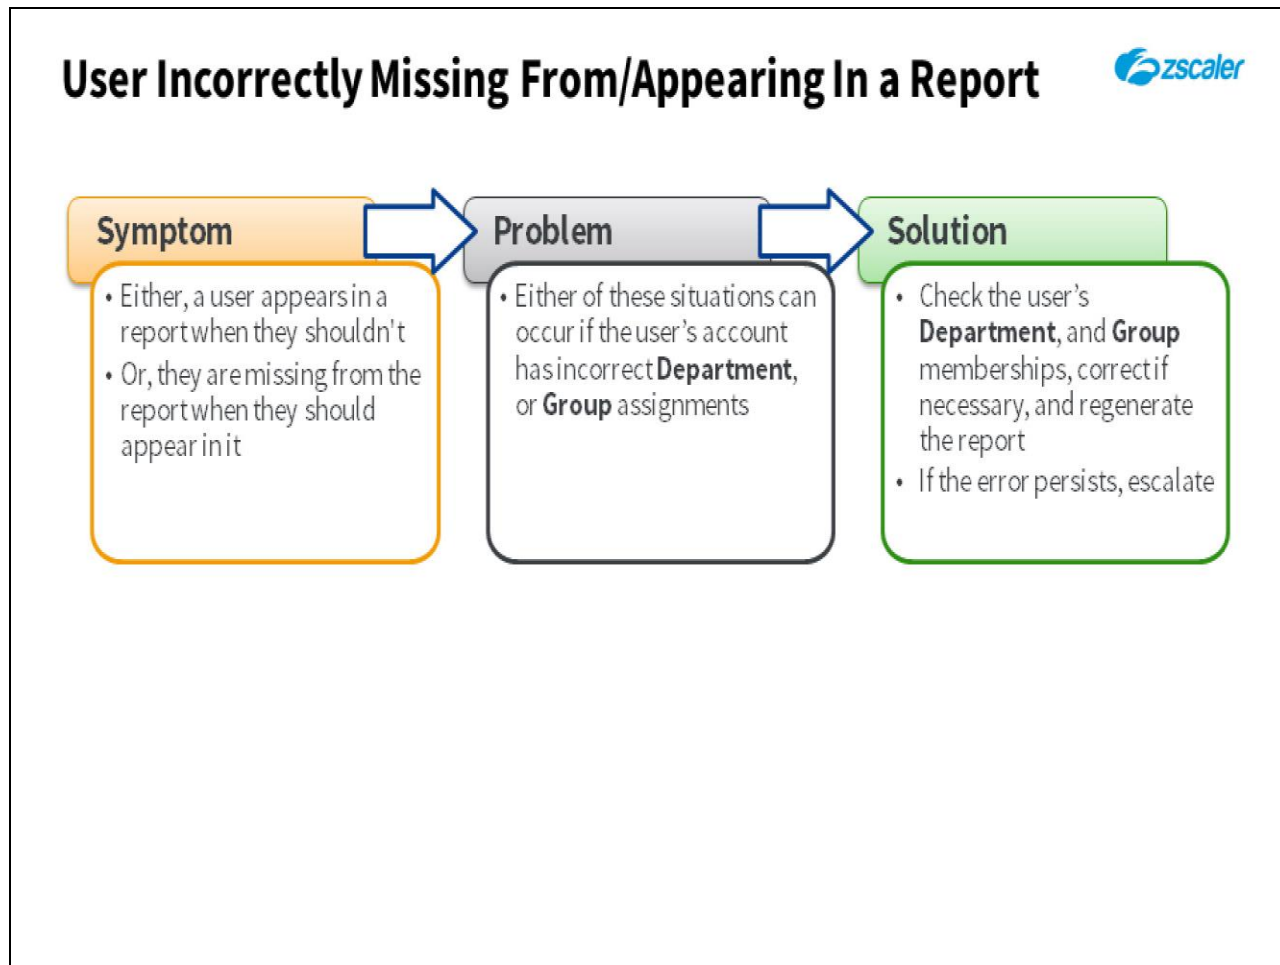 User Incorrectly Missing From/Appearing In a Report
zscaler
Symptom
• Either, a user appears in a
report when they shouldn't
• Or, they are missing from the
report when they should
appear in it
Problem
• Either of these situations can
occur if the user’s account
has incorrect Department,
or Group assignments
Solution
• Check the user’s
Department, and Group
memberships, correct if
necessary, and regenerate
the report
• If the error persists, escalate